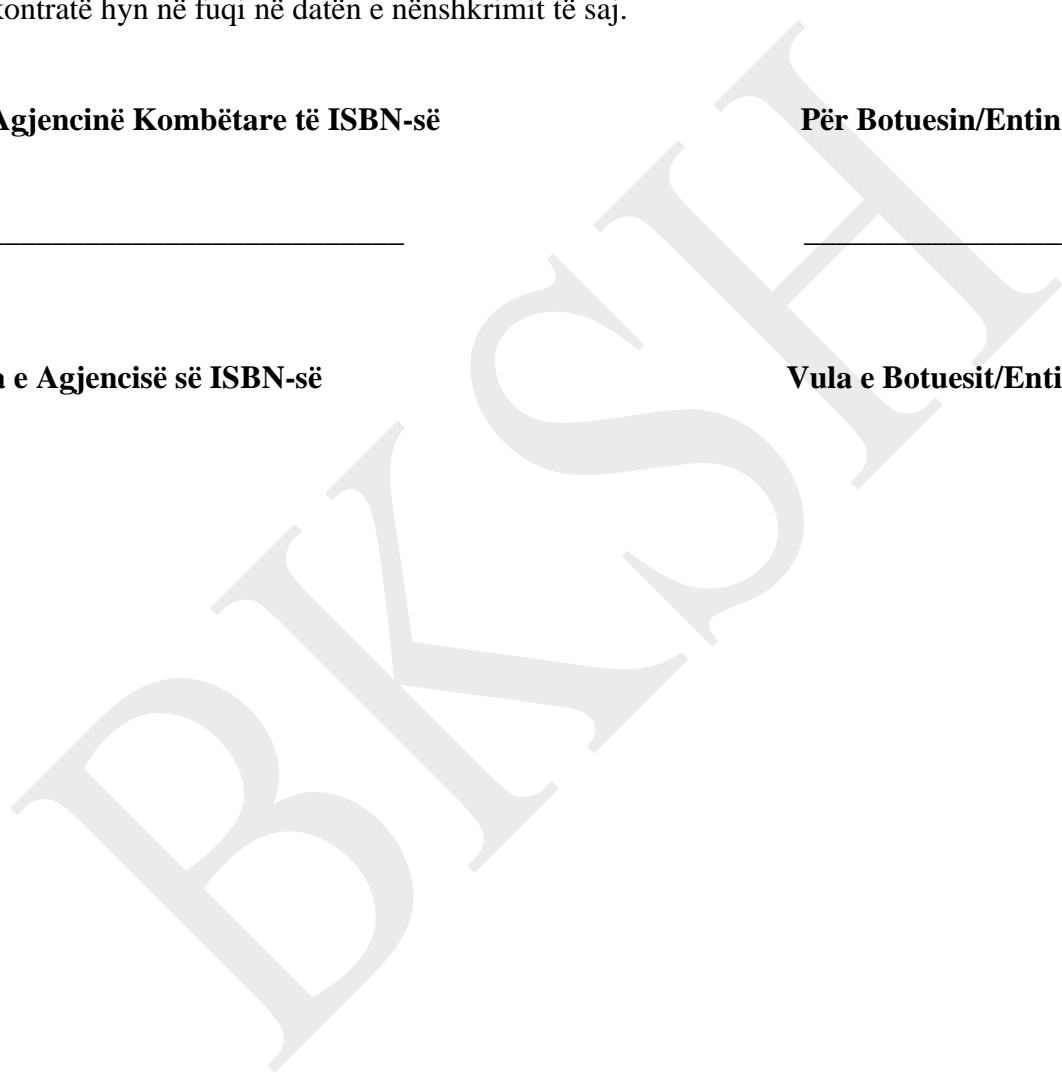 kontratë hyn në fuqi në datën e nënshkrimit të saj.
Agjencinë Kombëtare të ISBN-së Për Botuesin/Entin
e Agjencisë së ISBN-së Vula e Botuesit/Enti
BKSH